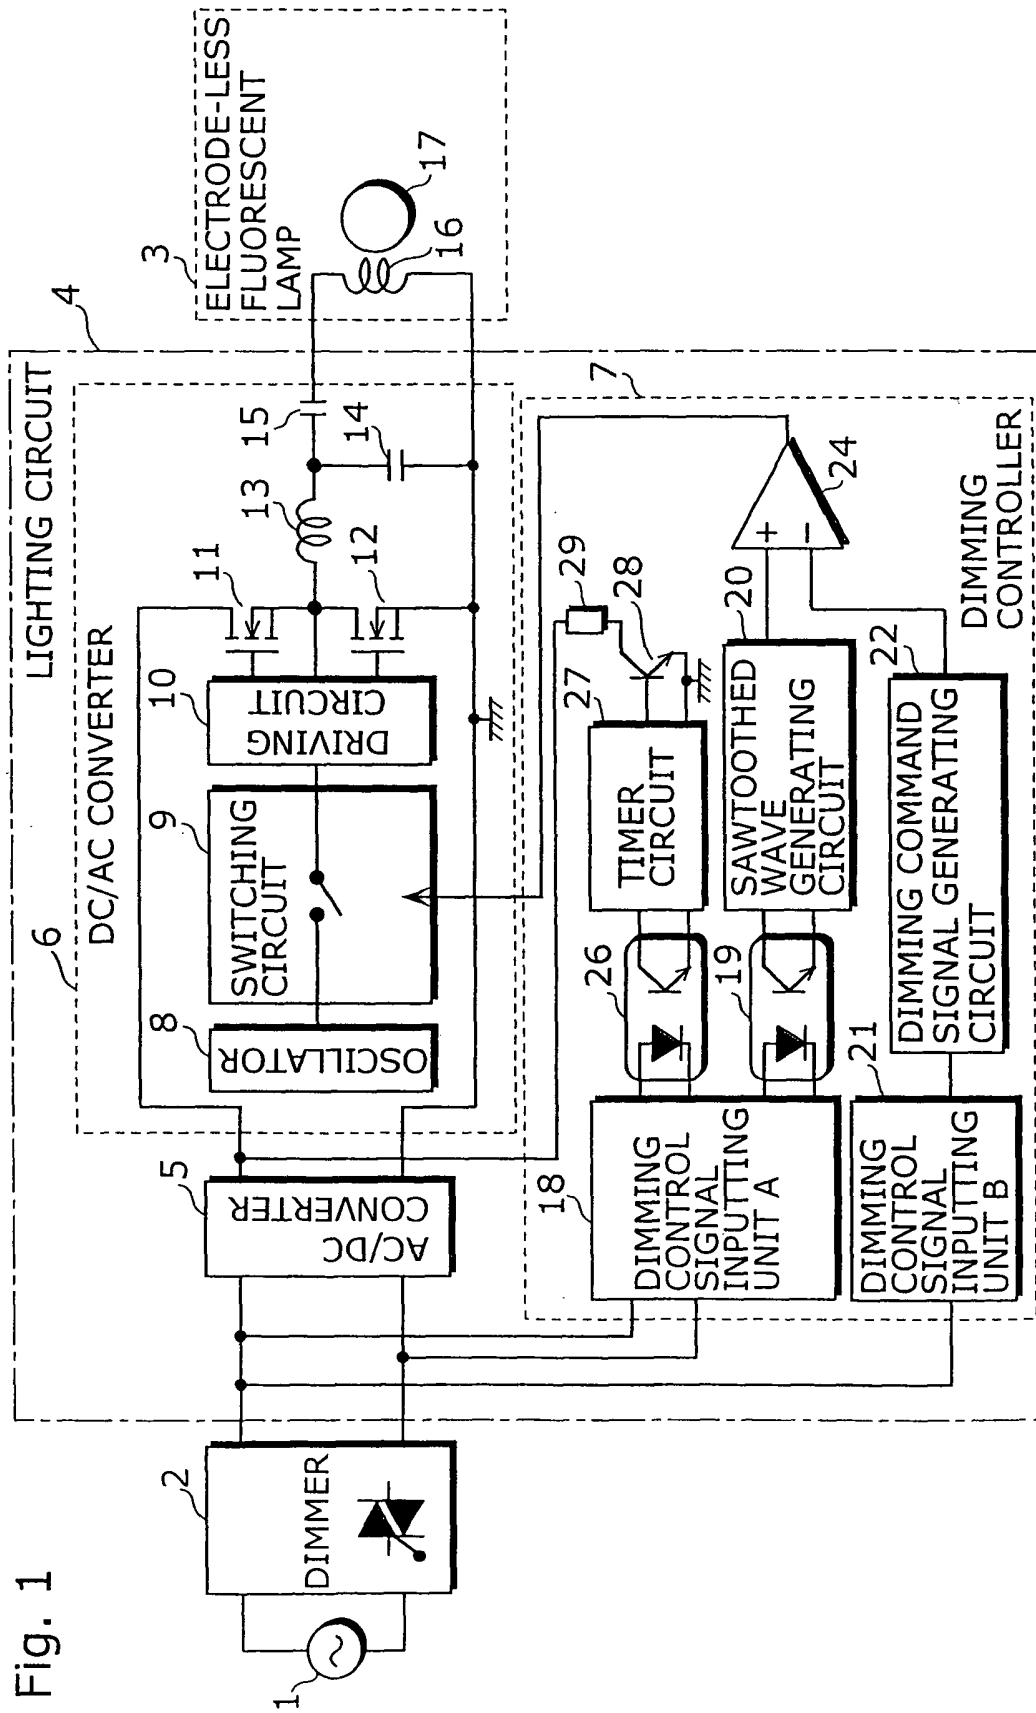 Fig. 1
1
2
DIMMER
LIGHTING CIRCUIT
4
5
AC/DC
CONVERTER
6
DC/AC CONVERTER
8
OSCILLATOR
9
SWITCHING
CIRCUIT
10
DRIVING
CIRCUIT
11
12
13
14
15
3
ELECTRODE-LESS
FLUORESCENT
LAMP
16
17
7
18
DIMMING
CONTROL
SIGNAL
INPUTTING
UNIT A
26
19
27
TIMER
CIRCUIT
28
29
20
SAWTOOTHED
WAVE
GENERATING
CIRCUIT
+
−
24
21
DIMMING
CONTROL
SIGNAL
INPUTTING
UNIT B
22
DIMMING COMMAND
SIGNAL GENERATING
CIRCUIT
DIMMING
CONTROLLER